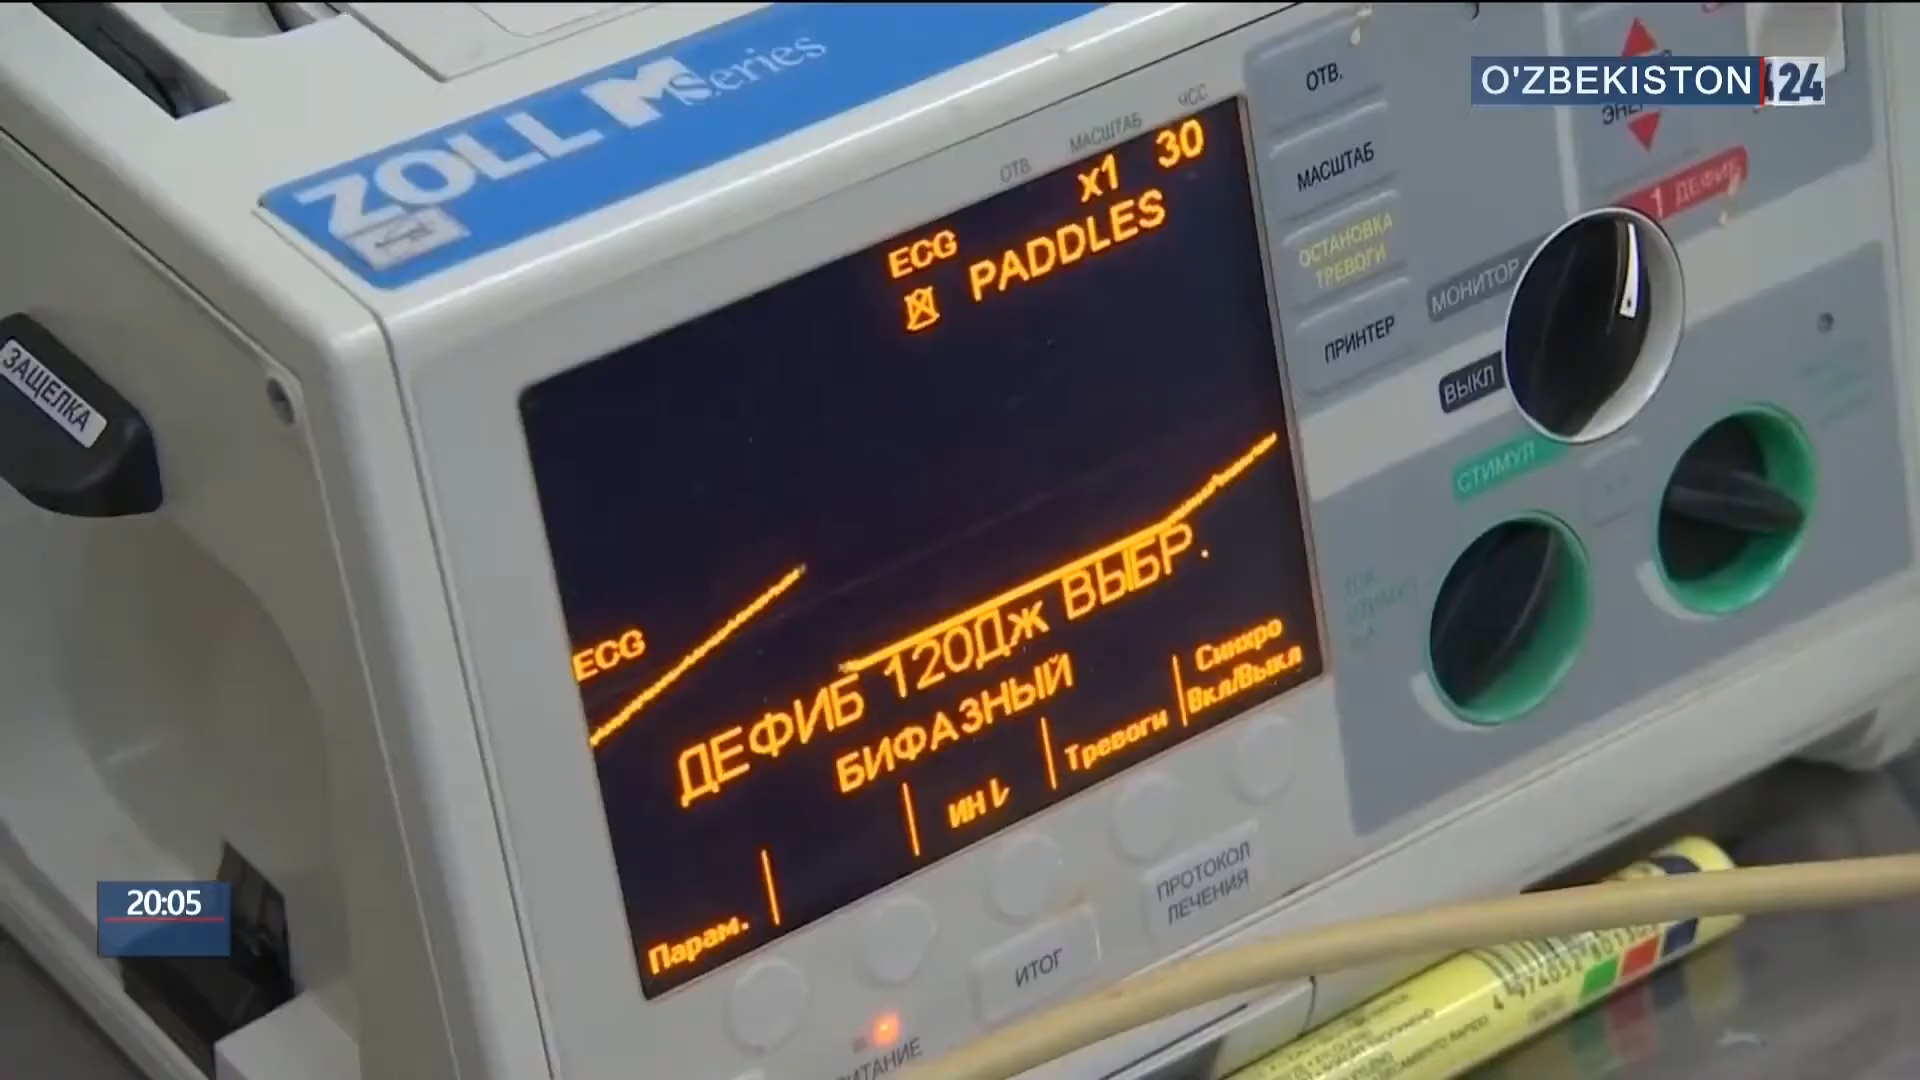 O'ZBEKISTON 24
ZOLL M series
ОТВ
МАСШТАБ
ЧСС
x1 30
ECG PADDLES
ECG
ДЕФИБ 120Дж ВЫБР.
БИФАЗНЫЙ
Парам.
Тревоги
Синхро
Вкл/Выкл
ОТВ.
МАСШТАБ
ОСТАНОВКА
ТРЕВОГИ
ПРИНТЕР
1 ДЕФИБ
МОНИТОР
ВЫКЛ
СТИМУЛ
ЗАЩЕЛКА
ИТОГ
ПРОТОКОЛ
ЛЕЧЕНИЯ
20:05